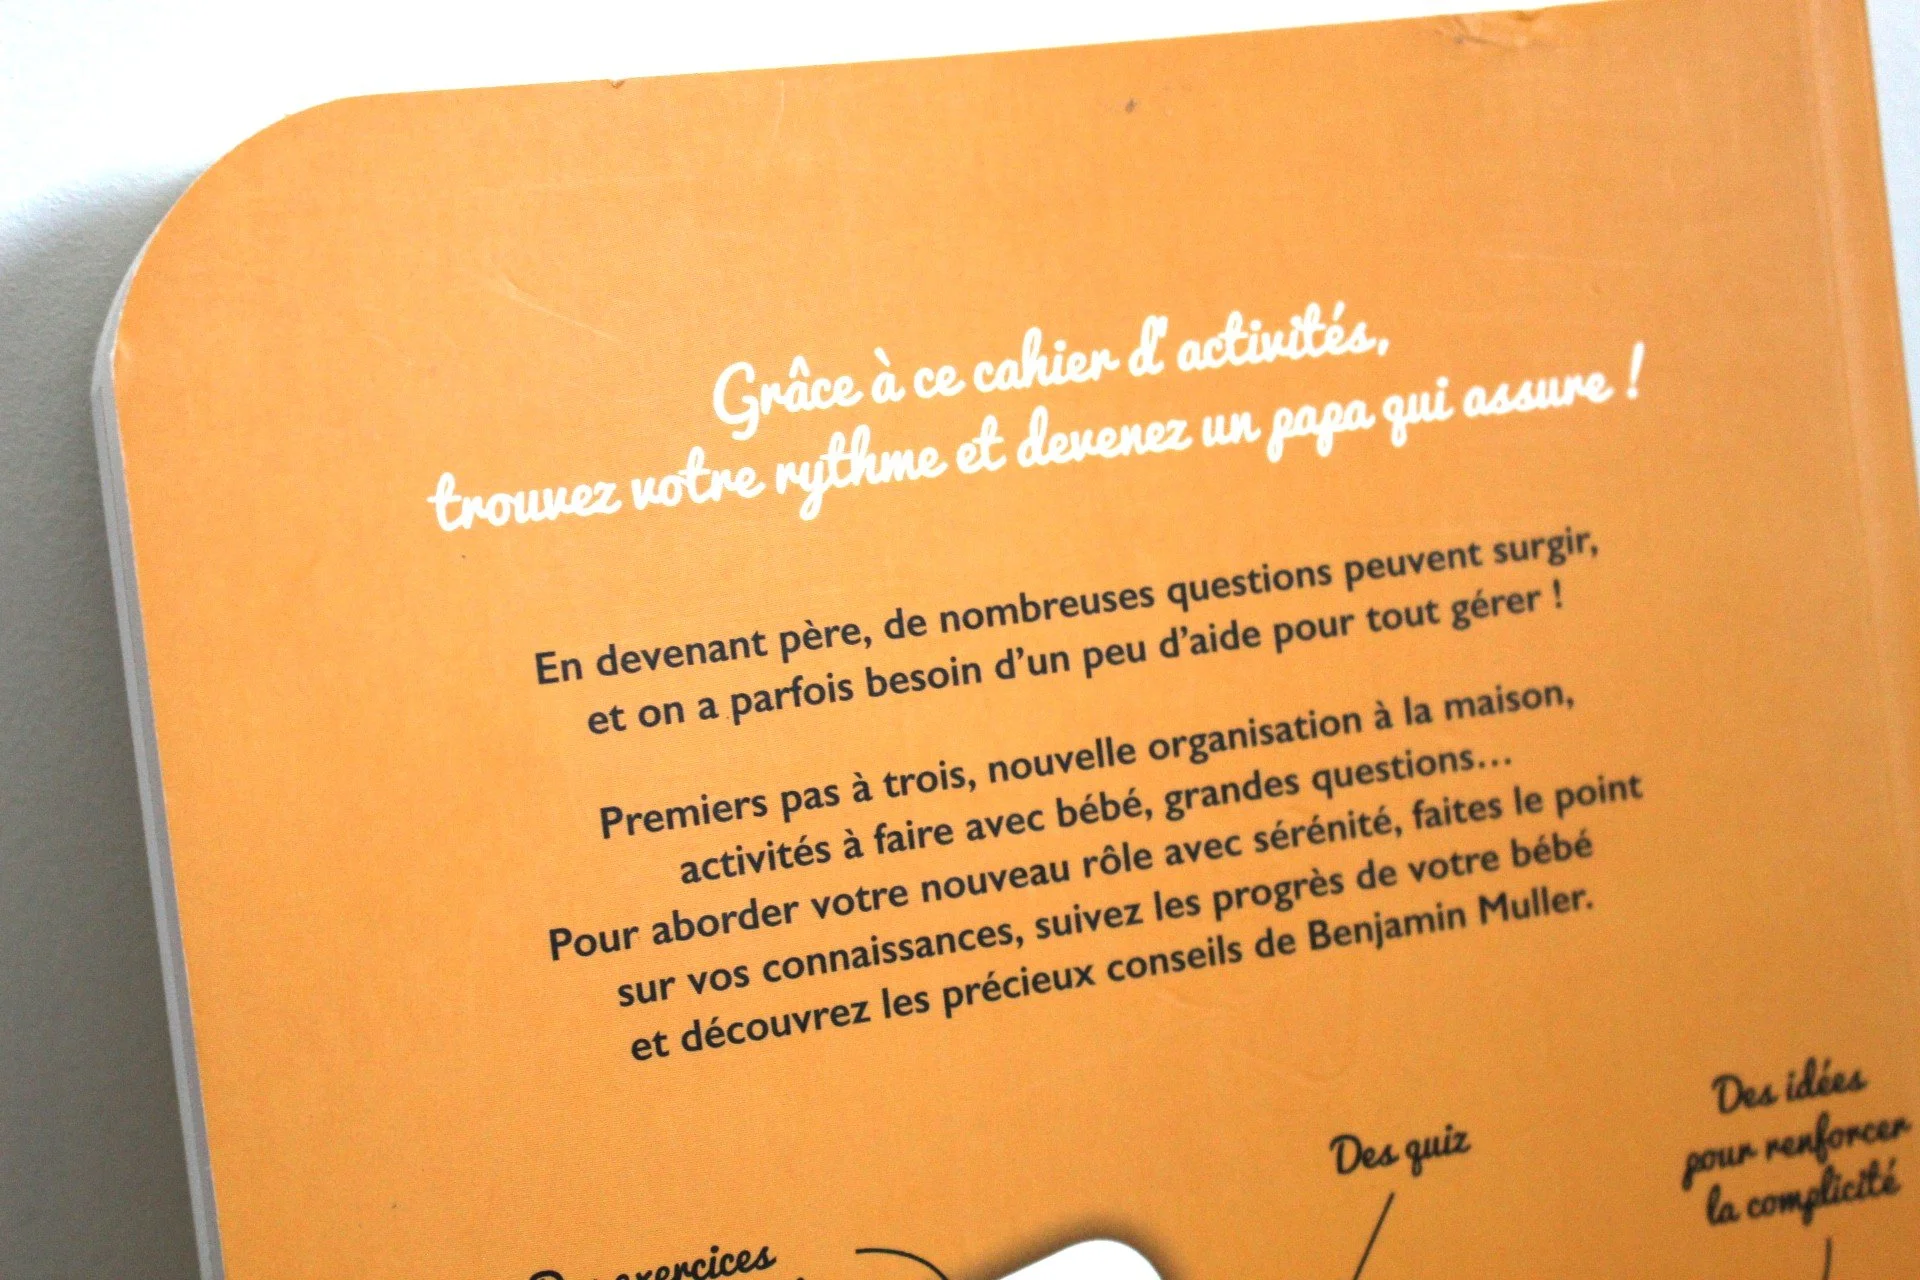 Grâce à ce cahier d'activités,
trouvez votre rythme et devenez un papa qui assure !
En devenant père, de nombreuses questions peuvent surgir,
et on a parfois besoin d'un peu d'aide pour tout gérer !
Premiers pas à trois, nouvelle organisation à la maison,
activités à faire avec bébé, grandes questions...
Pour aborder votre nouveau rôle avec sérénité, faites le point
sur vos connaissances, suivez les progrès de votre bébé
et découvrez les précieux conseils de Benjamin Muller.
Des idées
pour renforcer
la complicité
Des quiz
exercices